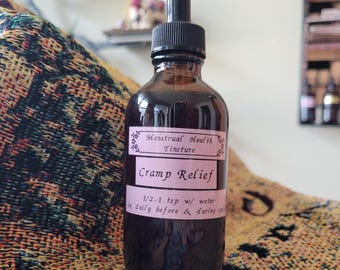 Menstrual Health
Tincture
Cramp Relief
1/2-1 tsp w/ water
daily before & during